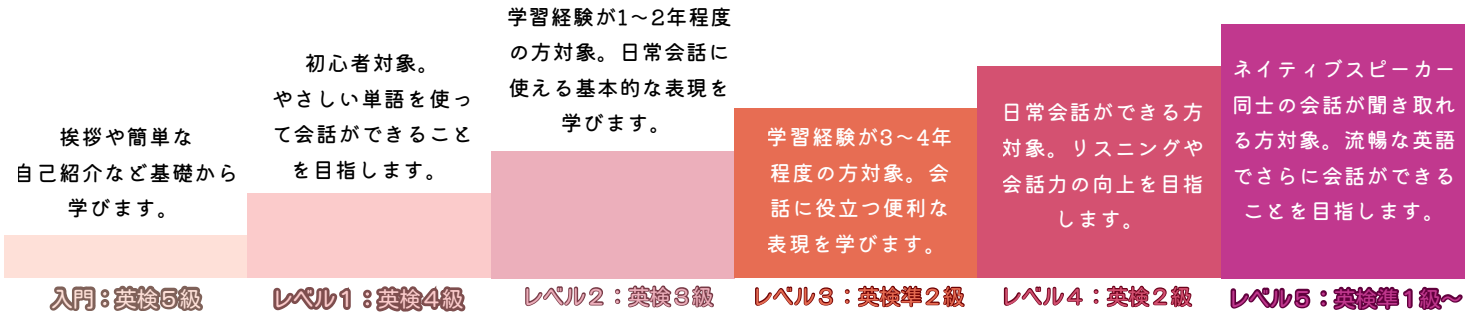 挨拶や簡単な
自己紹介など基礎から
学びます。
入門：英検５級
初心者対象。
やさしい単語を使っ
て会話ができること
を目指します。
レベル１：英検４級
学習経験が1～2年程度
の方対象。日常会話に
使える基本的な表現を
学びます。
レベル２：英検３級
学習経験が3～4年
程度の方対象。会
話に役立つ便利な
表現を学びます。
レベル３：英検準２級
日常会話ができる方
対象。リスニングや
会話力の向上を目指
します。
レベル４：英検２級
ネイティブスピーカー
同士の会話が聞き取れ
る方対象。流暢な英語
でさらに会話ができる
ことを目指します。
レベル５：英検準１級～